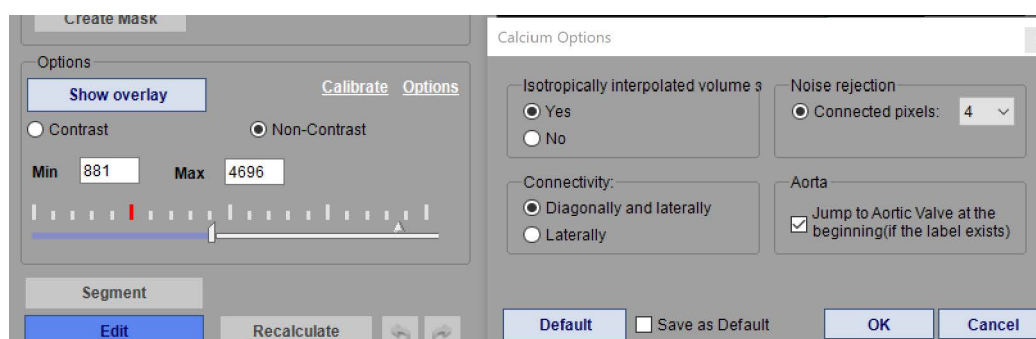 Create Mask
Options
Show overlay
Calibrate
Options
Contrast
Non-Contrast
Min
881
Max
4696
Segment
Edit
Recalculate
Calcium Options
Isotropically interpolated volume s
Yes
No
Noise rejection
Connected pixels:
4
Connectivity:
Diagonally and laterally
Laterally
Aorta
Jump to Aortic Valve at the
beginning(if the label exists)
Default
Save as Default
OK
Cancel